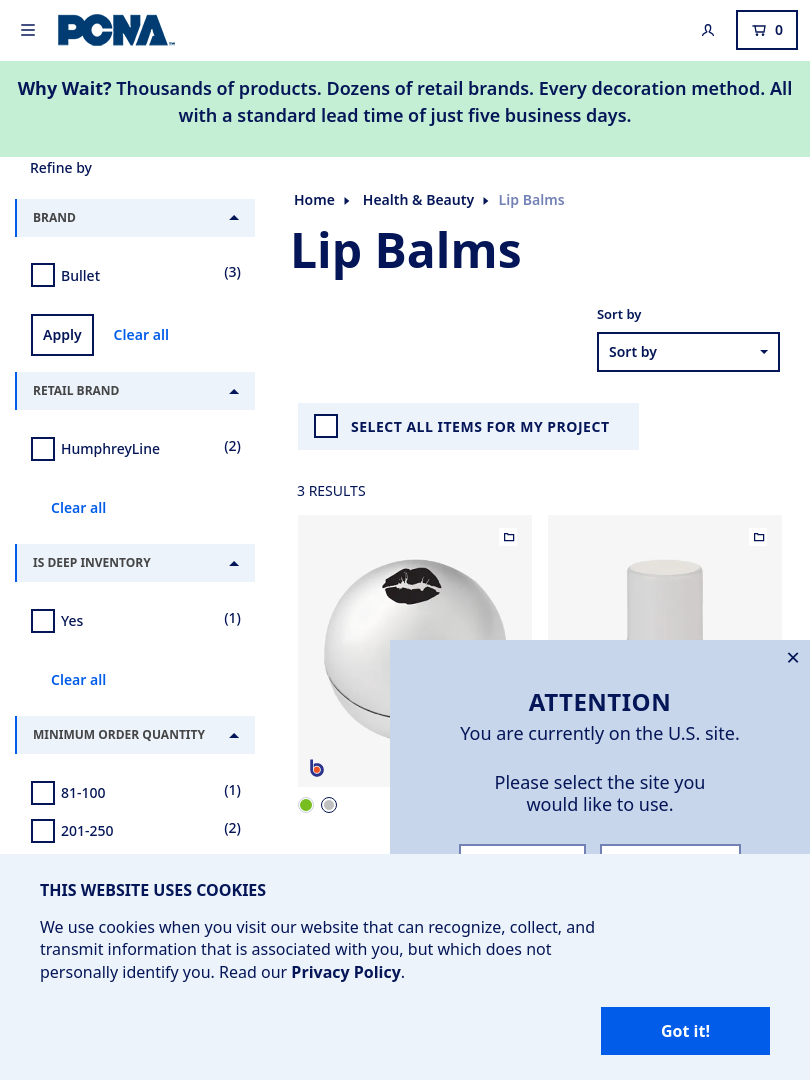 PCNA
0
Why Wait? Thousands of products. Dozens of retail brands. Every decoration method. All
with a standard lead time of just five business days.
Refine by
BRAND
Bullet (3)
Apply Clear all
RETAIL BRAND
HumphreyLine (2)
Clear all
IS DEEP INVENTORY
Yes (1)
Clear all
MINIMUM ORDER QUANTITY
81-100 (1)
201-250 (2)
Home Health & Beauty Lip Balms
Lip Balms
Sort by
Sort by
SELECT ALL ITEMS FOR MY PROJECT
3 RESULTS
b
ATTENTION
You are currently on the U.S. site.
Please select the site you
would like to use.
THIS WEBSITE USES COOKIES
We use cookies when you visit our website that can recognize, collect, and
transmit information that is associated with you, but which does not
personally identify you. Read our Privacy Policy.
Got it!